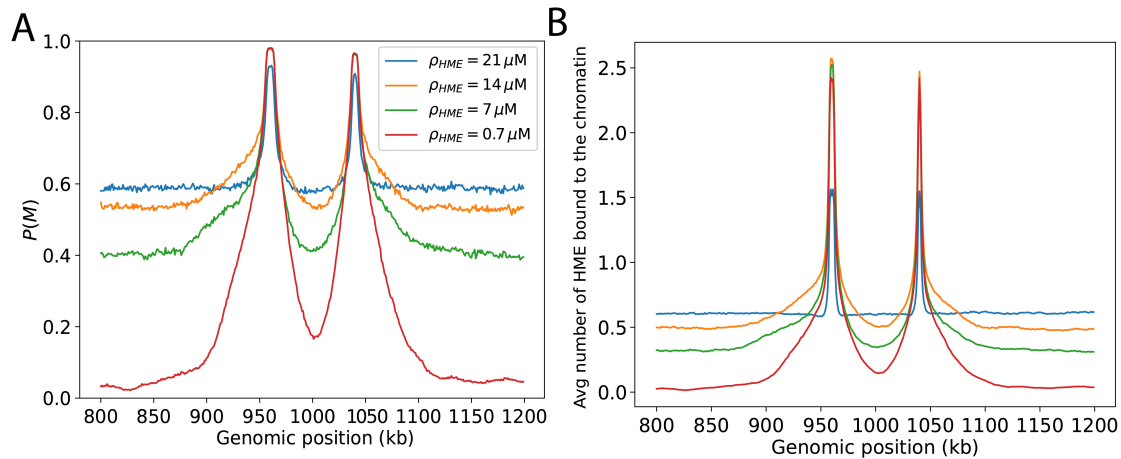 A
1.0
0.8
0.6
0.4
0.2
0.0
P(M)
ρHME = 21 μM
ρHME = 14 μM
ρHME = 7 μM
ρHME = 0.7 μM
800 850 900 950 1000 1050 1100 1150 1200
Genomic position (kb)
B
2.5
2.0
1.5
1.0
0.5
0.0
Avg number of HME bound to the chromatin
800 850 900 950 1000 1050 1100 1150 1200
Genomic position (kb)